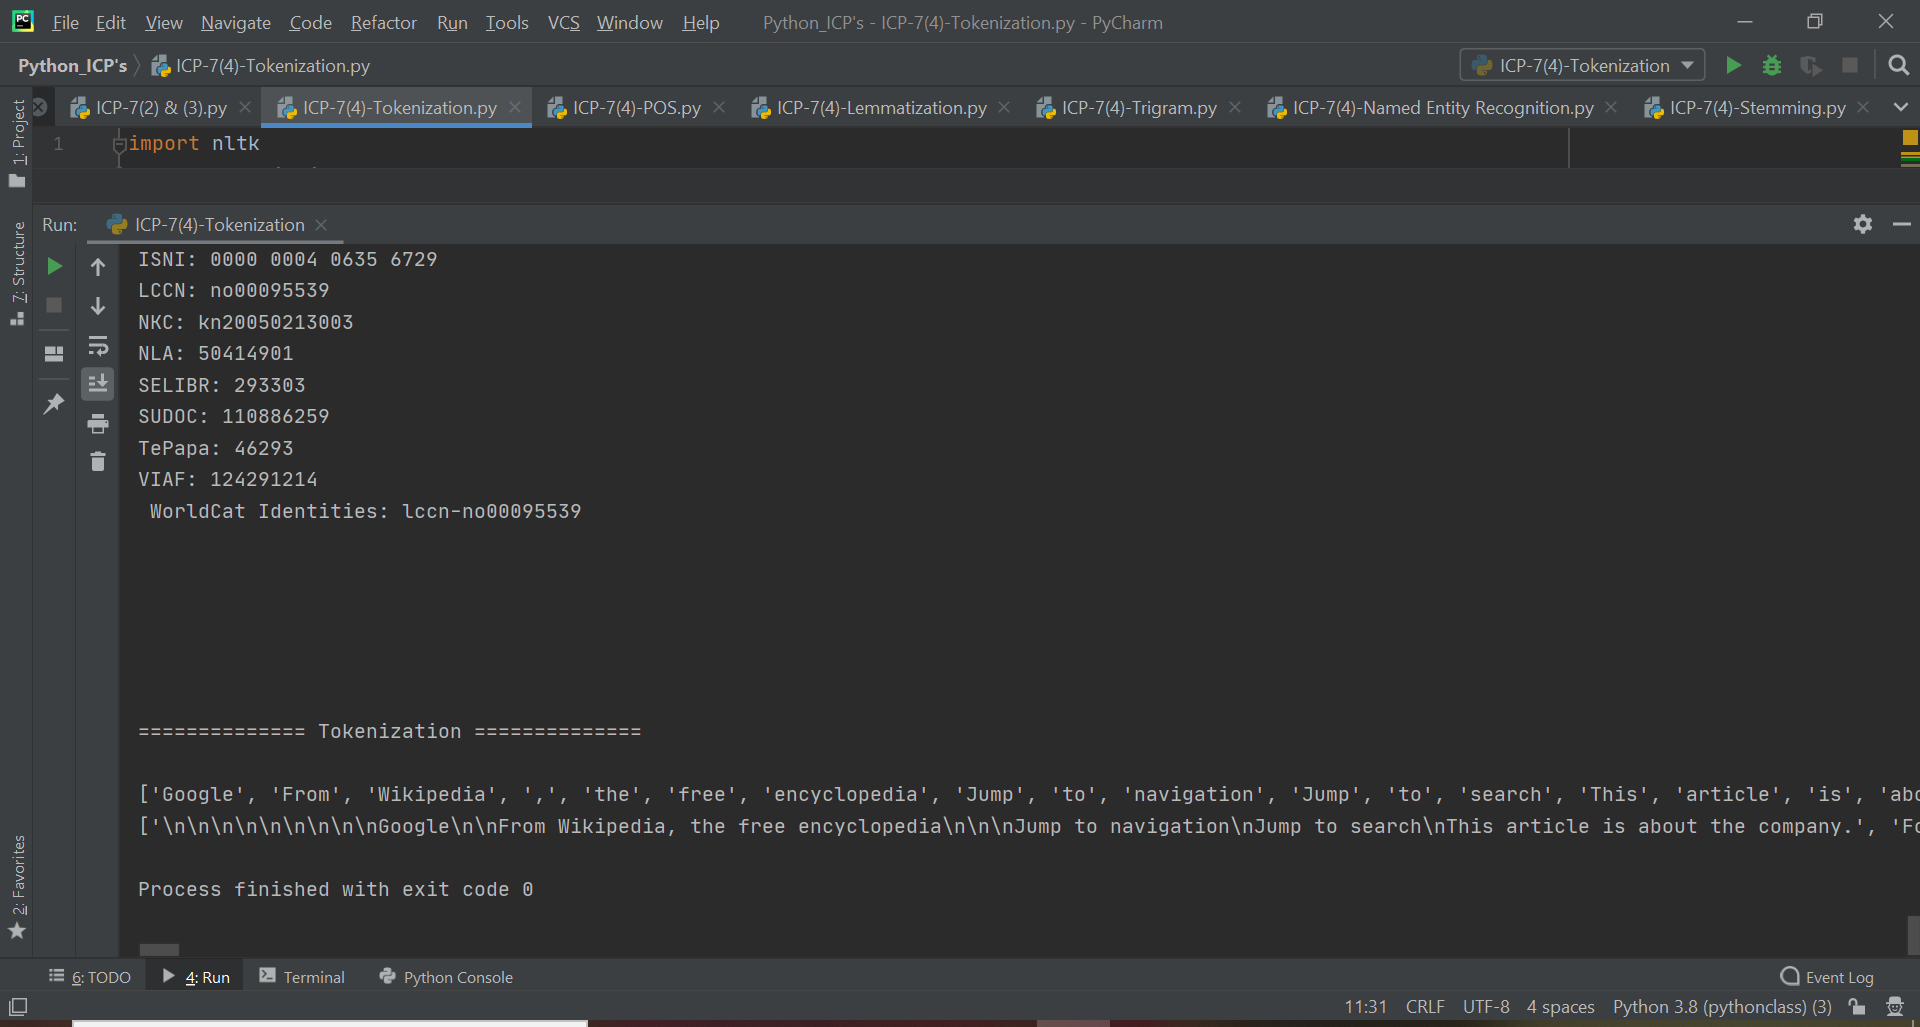 PC File Edit View Navigate Code Refactor Run Tools VCS Window Help Python_ICP's - ICP-7(4)-Tokenization.py - PyCharm
Python_ICP's ICP-7(4)-Tokenization.py ICP-7(4)-Tokenization
ICP-7(2) & (3).py ICP-7(4)-Tokenization.py ICP-7(4)-POS.py ICP-7(4)-Lemmatization.py ICP-7(4)-Trigram.py ICP-7(4)-Named Entity Recognition.py ICP-7(4)-Stemming.py
1: Project
1 import nltk
7: Structure
Run: ICP-7(4)-Tokenization
ISNI: 0000 0004 0635 6729
LCCN: no00095539
NKC: kn20050213003
NLA: 50414901
SELIBR: 293303
SUDOC: 110886259
TePapa: 46293
VIAF: 124291214
WorldCat Identities: lccn-no00095539
============== Tokenization ==============
['Google', 'From', 'Wikipedia', ',', 'the', 'free', 'encyclopedia', 'Jump', 'to', 'navigation', 'Jump', 'to', 'search', 'This', 'article', 'is', 'abo
['\n\n\n\n\n\n\n\n\nGoogle\n\nFrom Wikipedia, the free encyclopedia\n\n\nJump to navigation\nJump to search\nThis article is about the company.', 'Fo
Process finished with exit code 0
2: Favorites
6: TODO 4: Run Terminal Python Console Event Log
11:31 CRLF UTF-8 4 spaces Python 3.8 (pythonclass) (3)